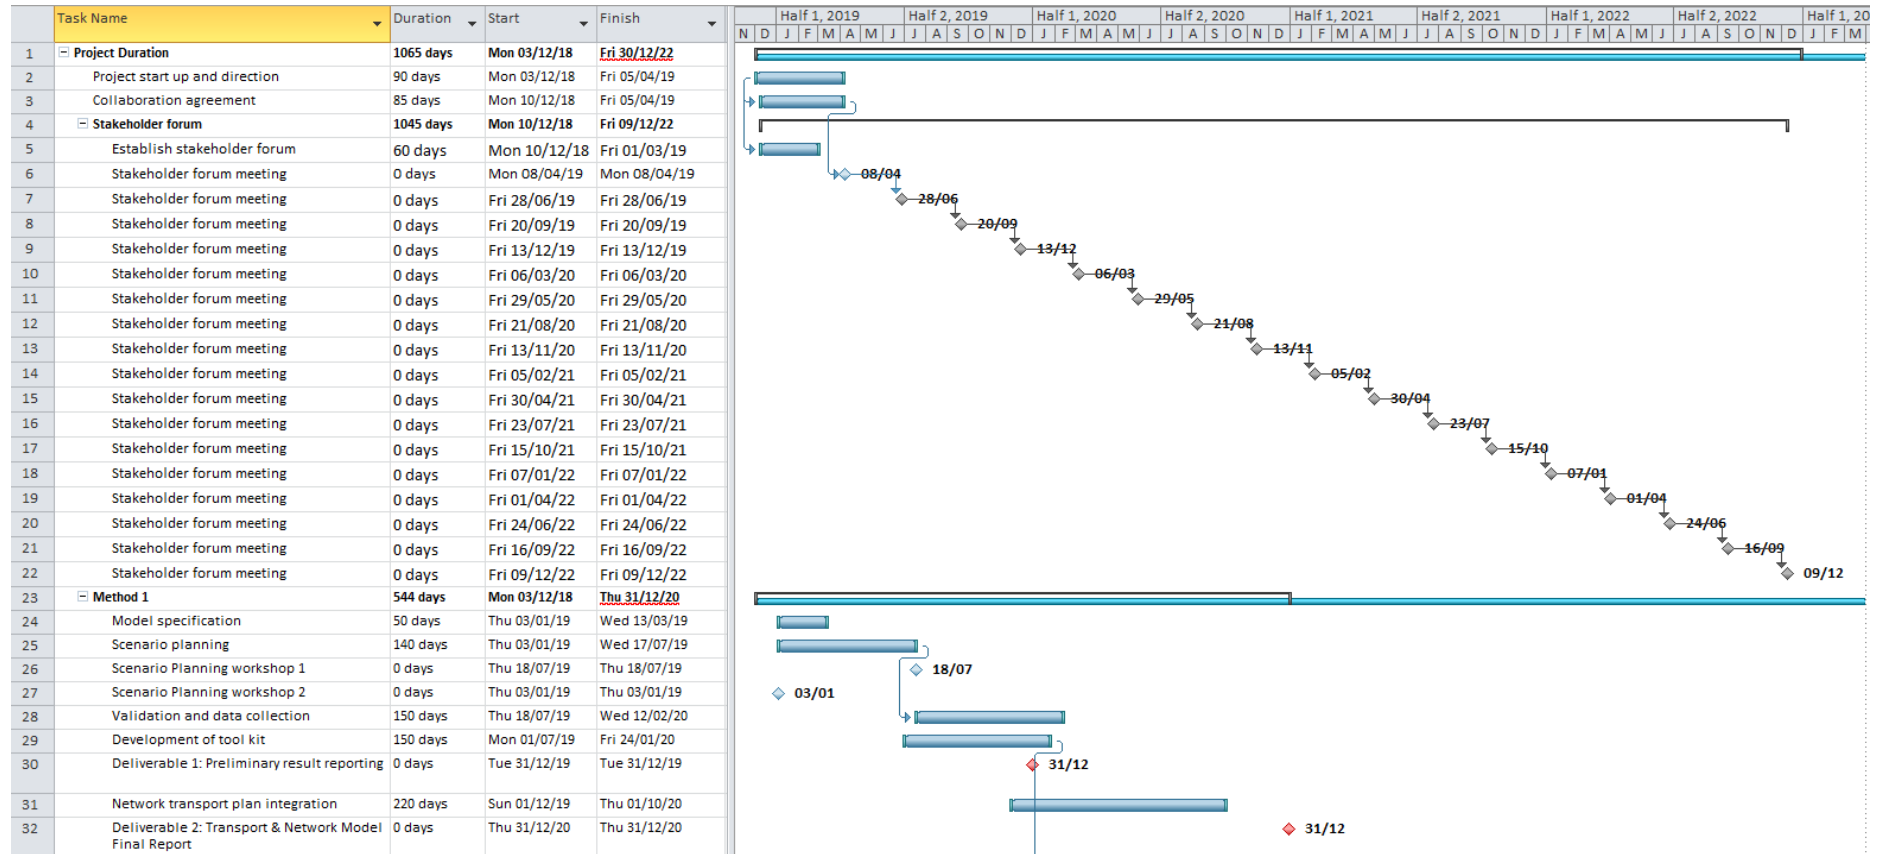 Task Name Duration Start Finish Half 1, 2019 Half 2, 2019 Half 1, 2020 Half 2, 2020 Half 1, 2021 Half 2, 2021 Half 1, 2022 Half 2, 2022 Half 1, 20
N D J F M A M J J A S O N D J F M A M J J A S O N D J F M A M J J A S O N D J F M A M J J A S O N D J F M
1 Project Duration 1065 days Mon 03/12/18 Fri 30/12/22
2 Project start up and direction 90 days Mon 03/12/18 Fri 05/04/19
3 Collaboration agreement 85 days Mon 10/12/18 Fri 05/04/19
4 Stakeholder forum 1045 days Mon 10/12/18 Fri 09/12/22
5 Establish stakeholder forum 60 days Mon 10/12/18 Fri 01/03/19
6 Stakeholder forum meeting 0 days Mon 08/04/19 Mon 08/04/19 08/04
7 Stakeholder forum meeting 0 days Fri 28/06/19 Fri 28/06/19 28/06
8 Stakeholder forum meeting 0 days Fri 20/09/19 Fri 20/09/19 20/09
9 Stakeholder forum meeting 0 days Fri 13/12/19 Fri 13/12/19 13/12
10 Stakeholder forum meeting 0 days Fri 06/03/20 Fri 06/03/20 06/03
11 Stakeholder forum meeting 0 days Fri 29/05/20 Fri 29/05/20 29/05
12 Stakeholder forum meeting 0 days Fri 21/08/20 Fri 21/08/20 21/08
13 Stakeholder forum meeting 0 days Fri 13/11/20 Fri 13/11/20 13/11
14 Stakeholder forum meeting 0 days Fri 05/02/21 Fri 05/02/21 05/02
15 Stakeholder forum meeting 0 days Fri 30/04/21 Fri 30/04/21 30/04
16 Stakeholder forum meeting 0 days Fri 23/07/21 Fri 23/07/21 23/07
17 Stakeholder forum meeting 0 days Fri 15/10/21 Fri 15/10/21 15/10
18 Stakeholder forum meeting 0 days Fri 07/01/22 Fri 07/01/22 07/01
19 Stakeholder forum meeting 0 days Fri 01/04/22 Fri 01/04/22 01/04
20 Stakeholder forum meeting 0 days Fri 24/06/22 Fri 24/06/22 24/06
21 Stakeholder forum meeting 0 days Fri 16/09/22 Fri 16/09/22 16/09
22 Stakeholder forum meeting 0 days Fri 09/12/22 Fri 09/12/22 09/12
23 Method 1 544 days Mon 03/12/18 Thu 31/12/20
24 Model specification 50 days Thu 03/01/19 Wed 13/03/19
25 Scenario planning 140 days Thu 03/01/19 Wed 17/07/19
26 Scenario Planning workshop 1 0 days Thu 18/07/19 Thu 18/07/19 18/07
27 Scenario Planning workshop 2 0 days Thu 03/01/19 Thu 03/01/19 03/01
28 Validation and data collection 150 days Thu 18/07/19 Wed 12/02/20
29 Development of tool kit 150 days Mon 01/07/19 Fri 24/01/20
30 Deliverable 1: Preliminary result reporting 0 days Tue 31/12/19 Tue 31/12/19 31/12
31 Network transport plan integration 220 days Sun 01/12/19 Thu 01/10/20
32 Deliverable 2: Transport & Network Model 0 days Thu 31/12/20 Thu 31/12/20 31/12
Final Report